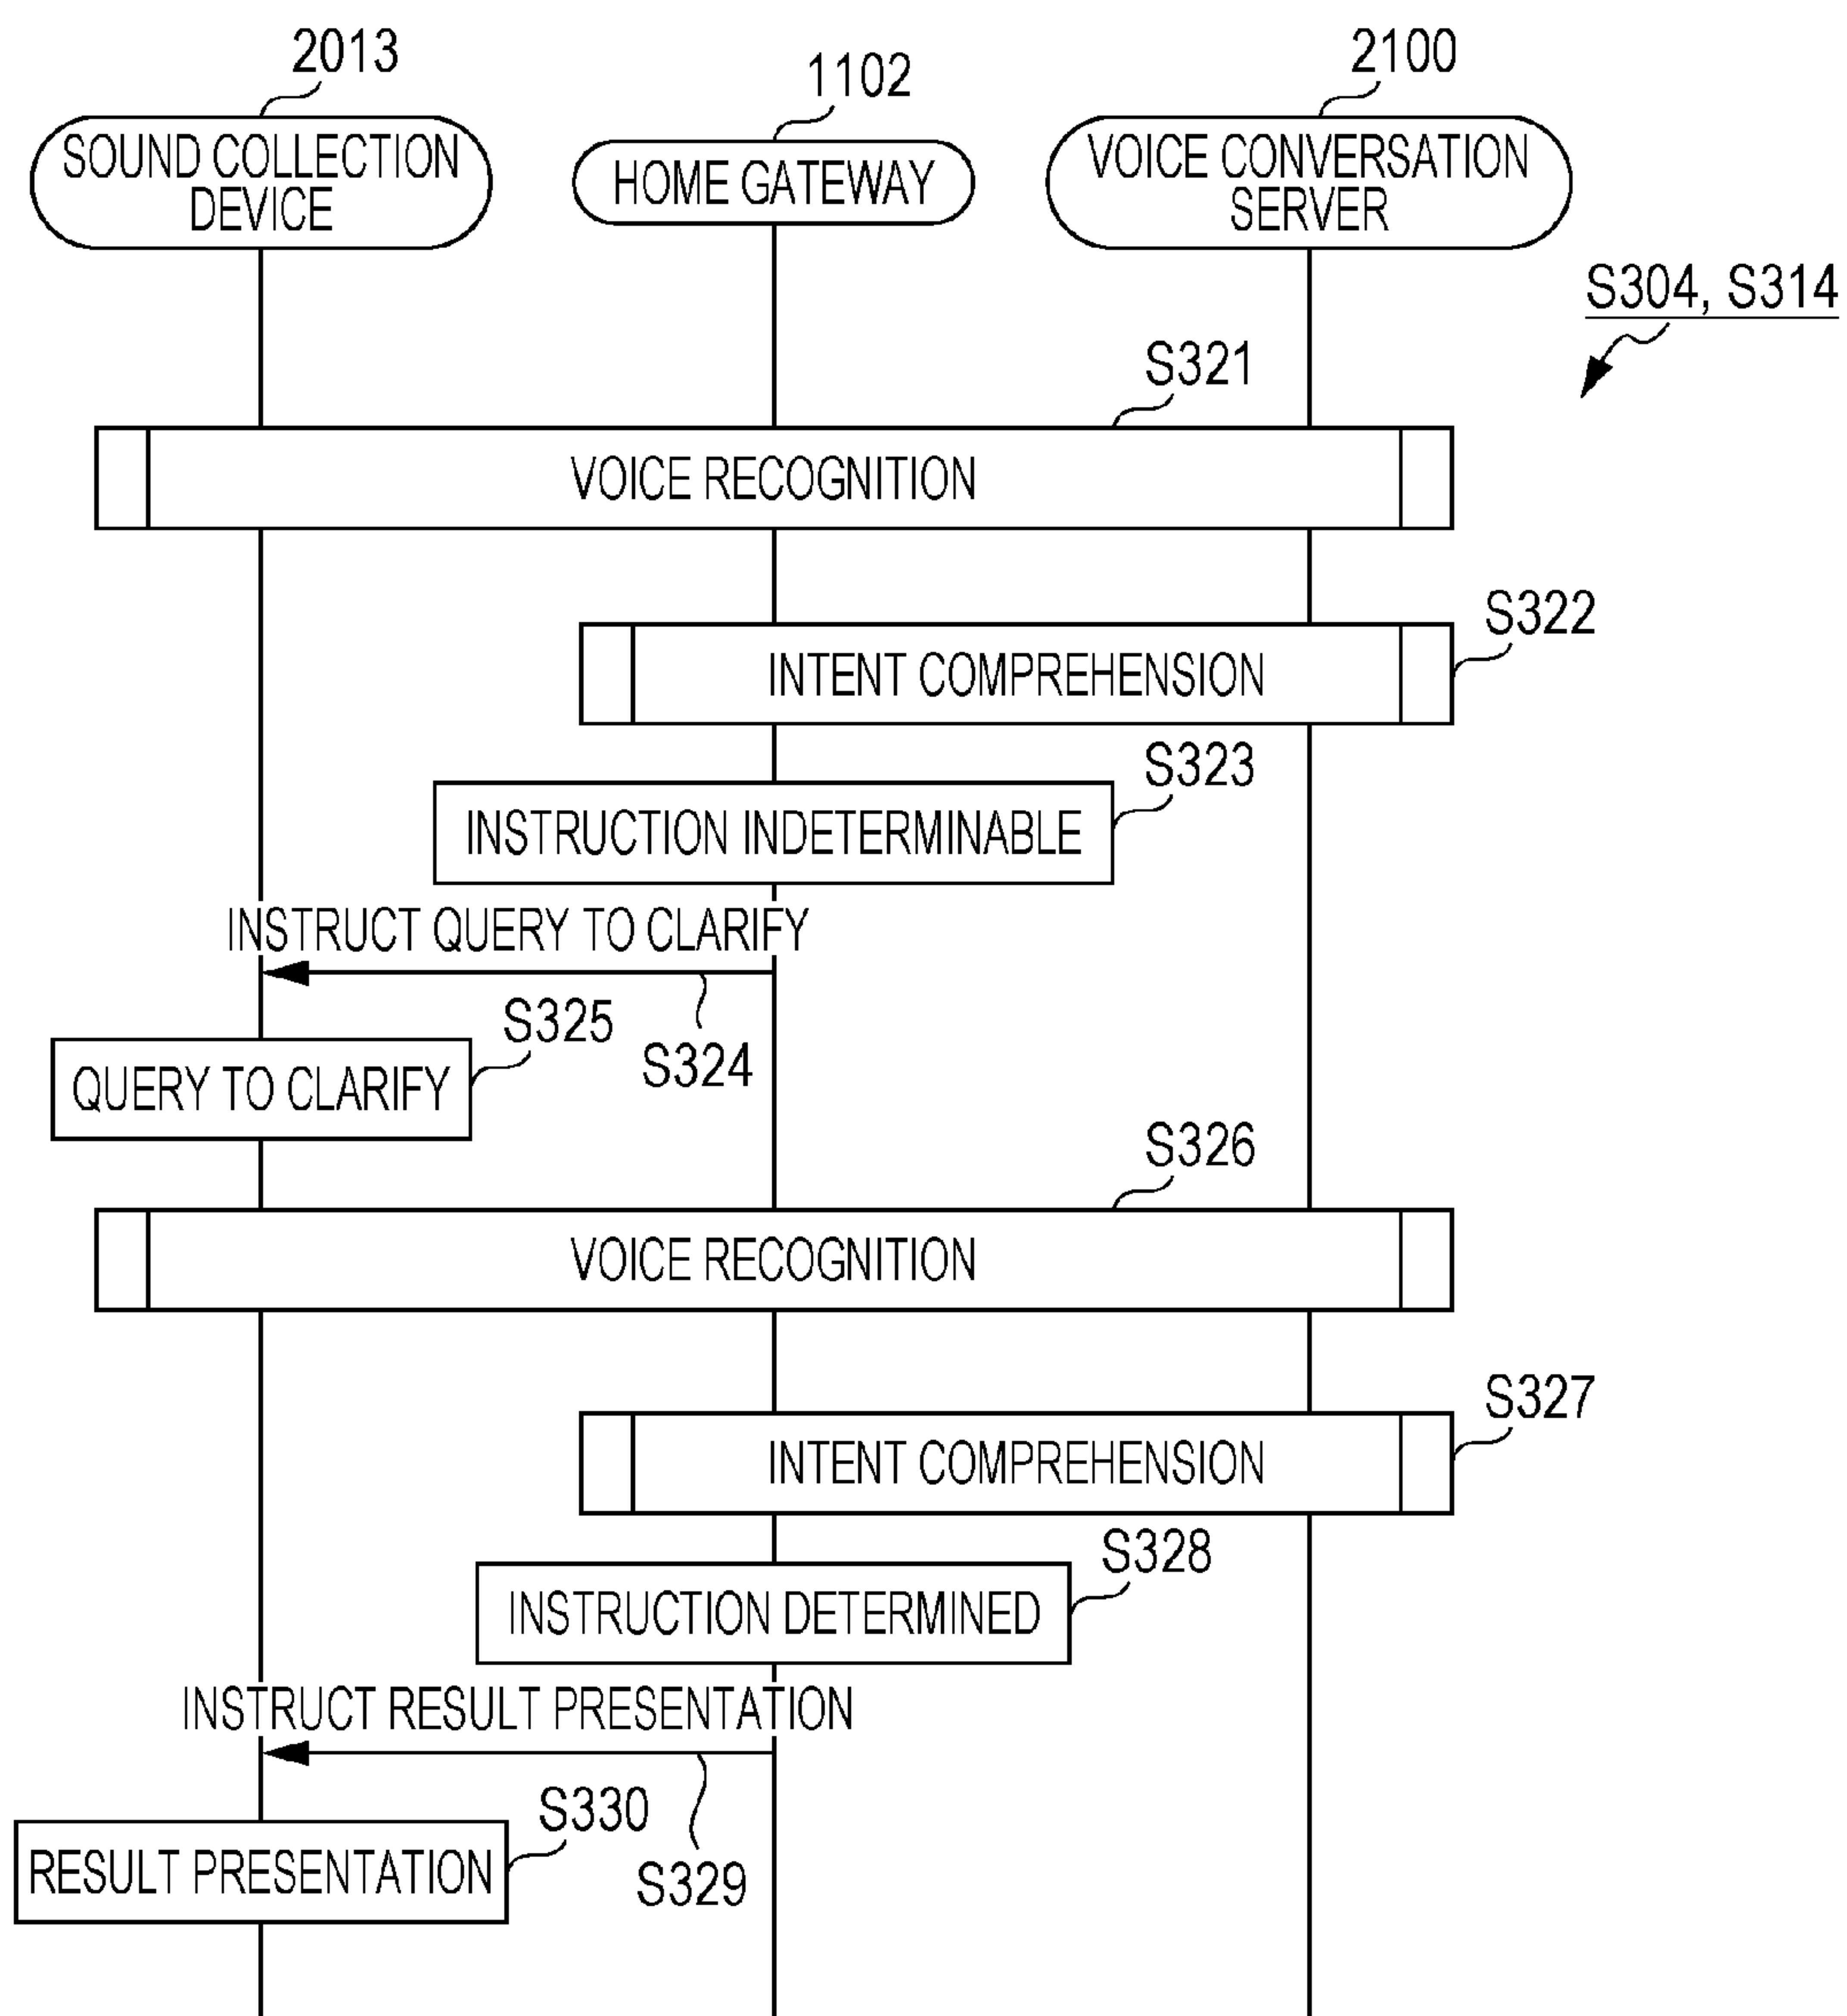 2013
1102
2100
SOUND COLLECTION
DEVICE
HOME GATEWAY
VOICE CONVERSATION
SERVER
S304, S314
S321
VOICE RECOGNITION
S322
INTENT COMPREHENSION
S323
INSTRUCTION INDETERMINABLE
INSTRUCT QUERY TO CLARIFY
S325
S324
QUERY TO CLARIFY
S326
VOICE RECOGNITION
S327
INTENT COMPREHENSION
S328
INSTRUCTION DETERMINED
INSTRUCT RESULT PRESENTATION
S330
S329
RESULT PRESENTATION